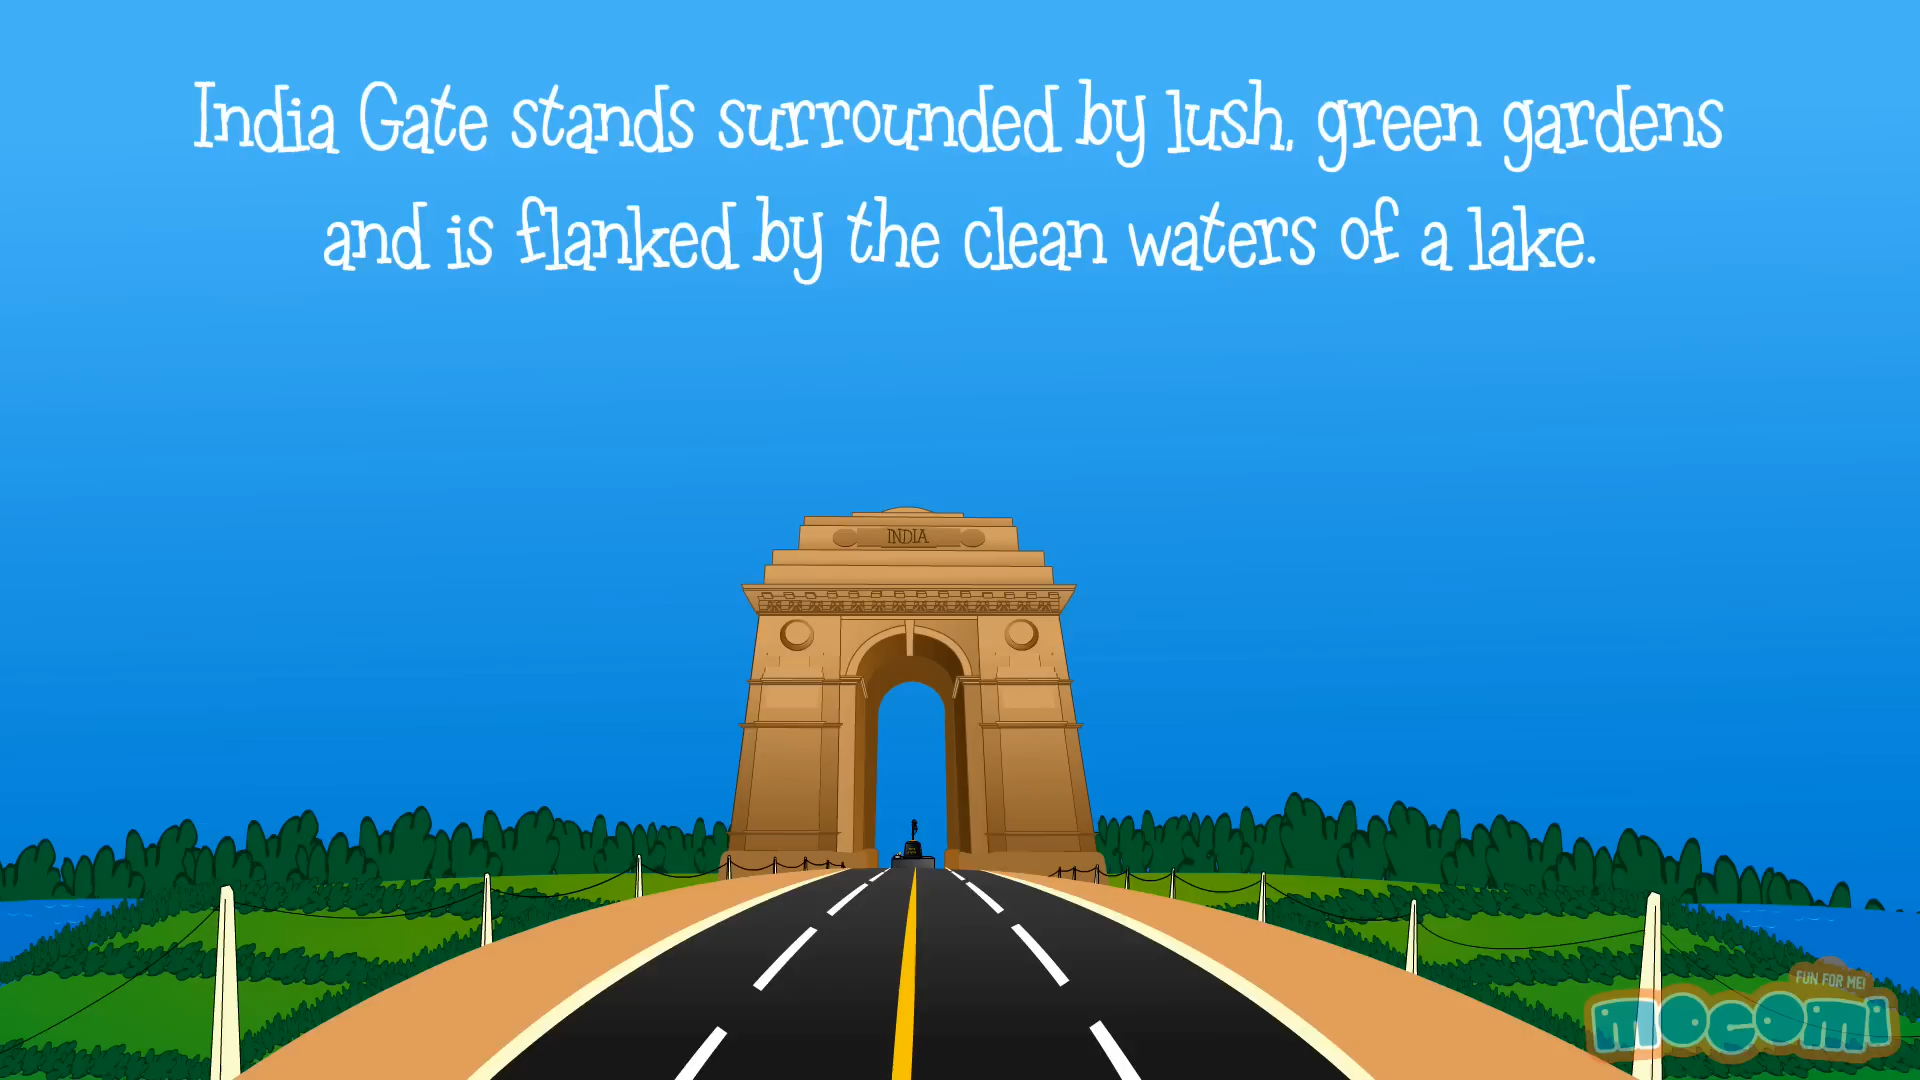 India Gate stands surrounded by lush, green gardens
and is flanked by the clean waters of a lake.
INDIA
FUN FOR ME!
mocomi